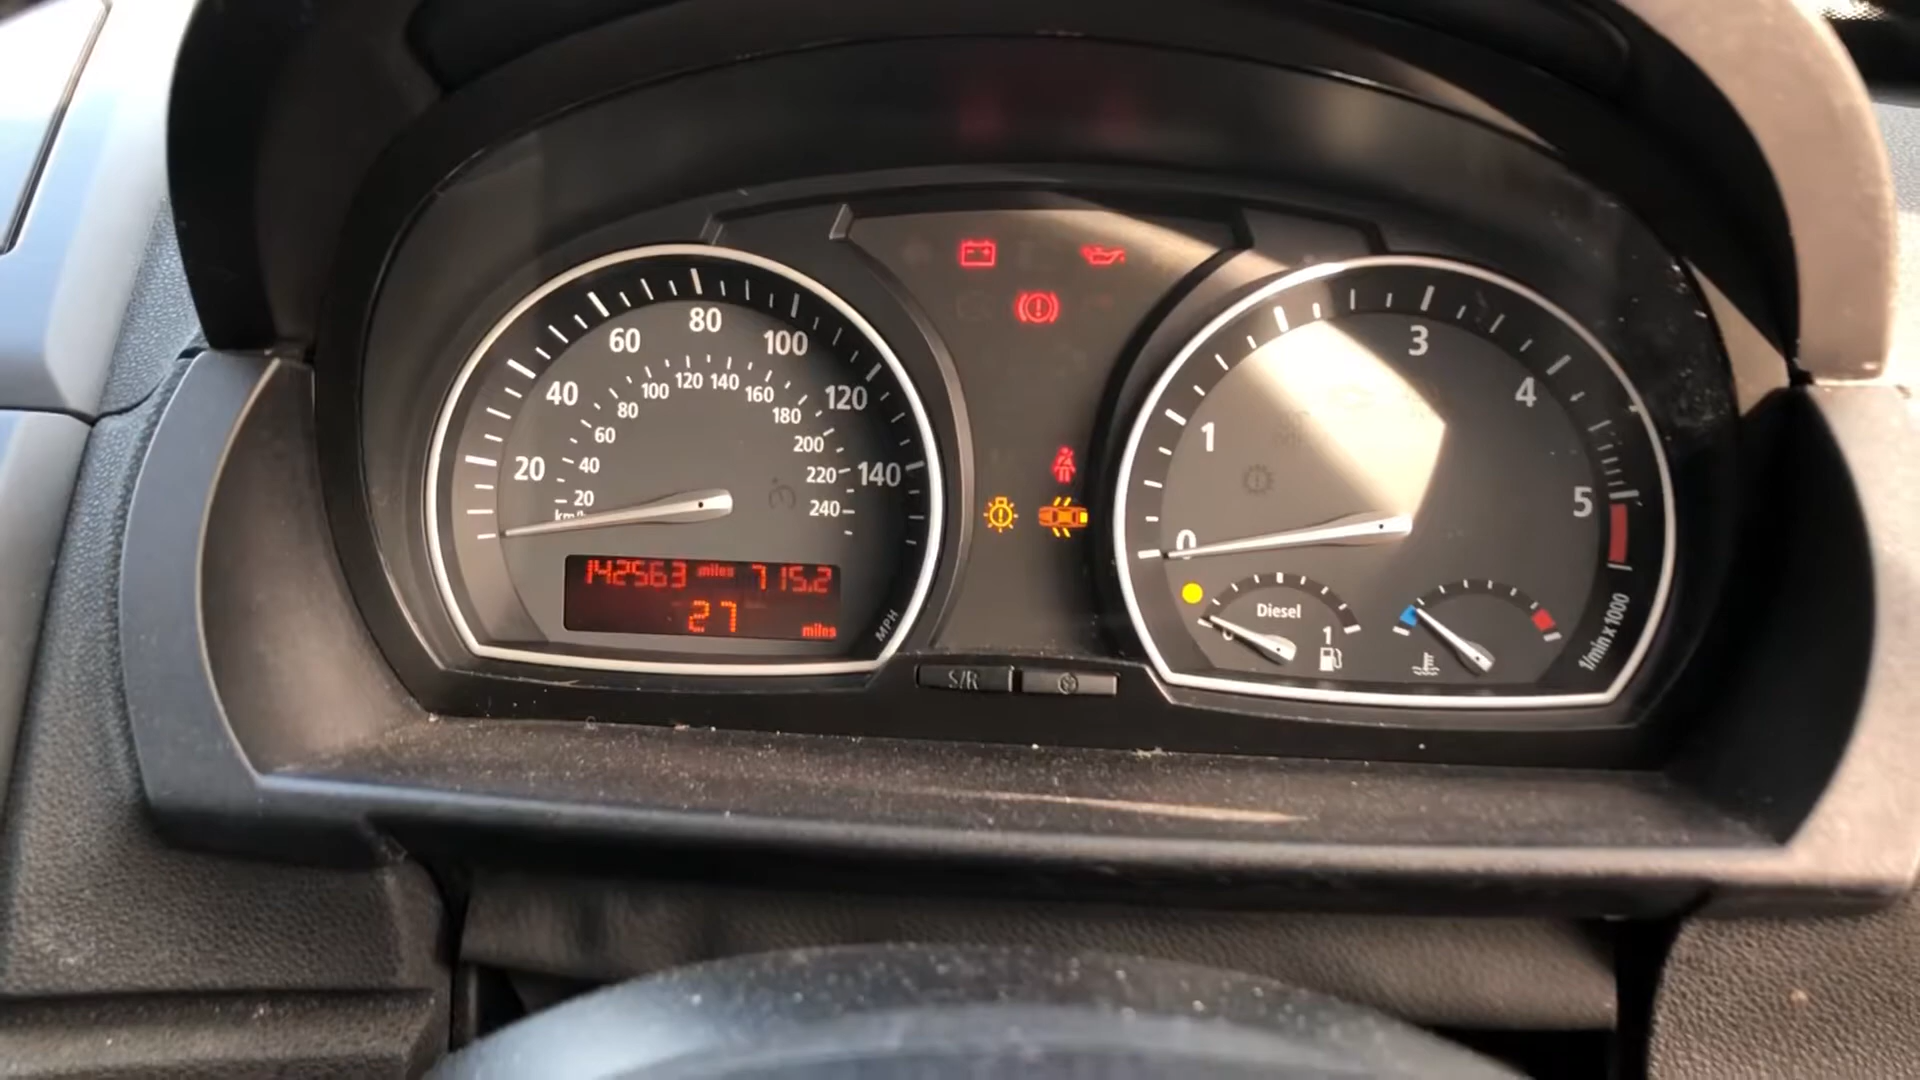 20 40 60 80 100 120 140
20 40 60 80 100 120 140 160 180 200 220 240
km/h
142563 miles 715.2
27 miles
MPH
S/R
0 1 3 4 5
Diesel
0 1
1/min x 1000